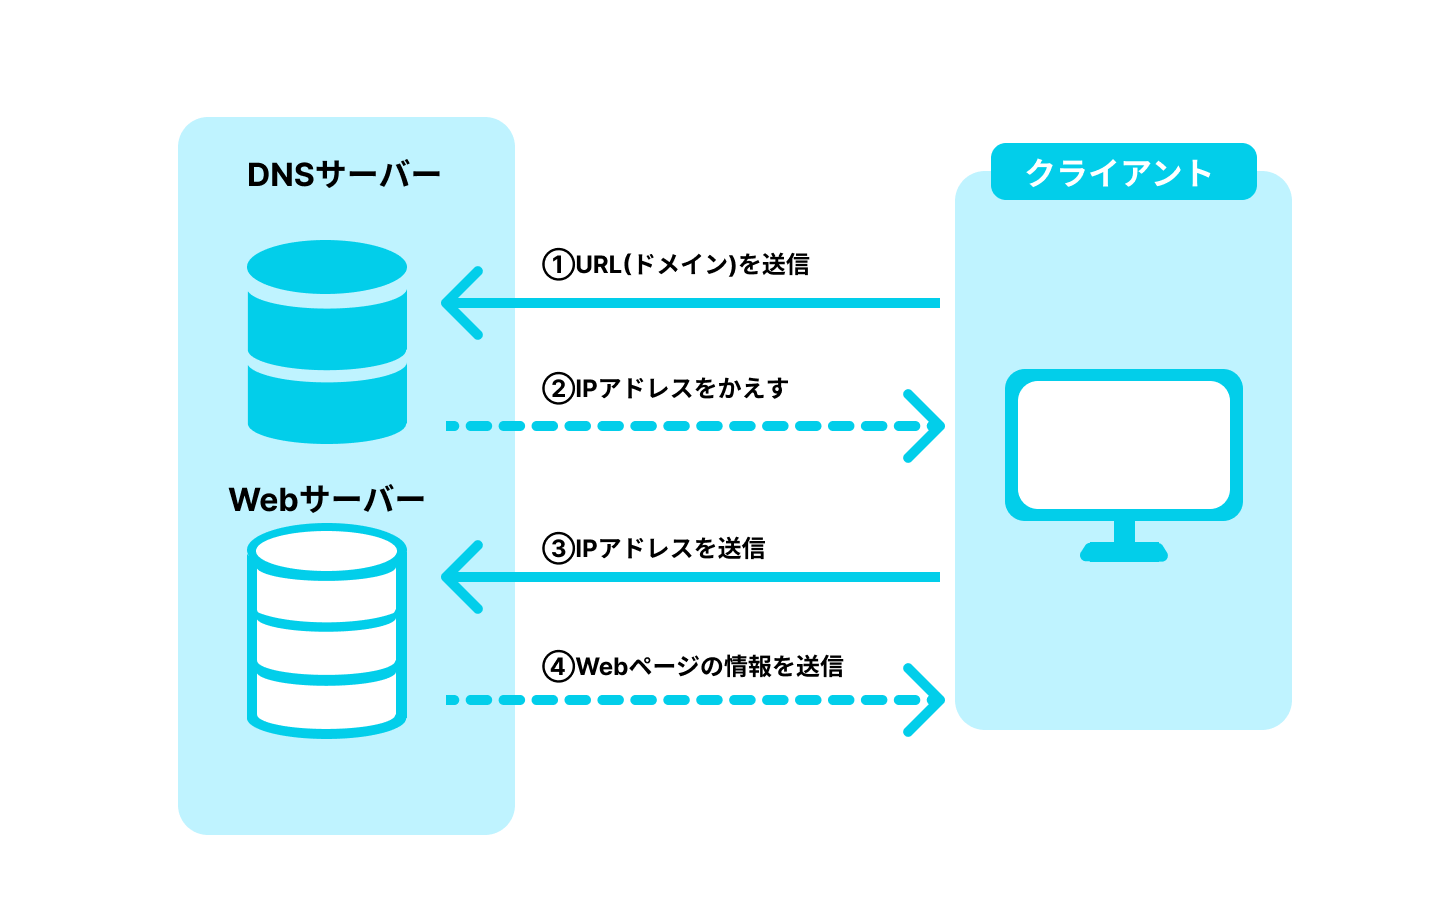 DNSサーバー
クライアント
①URL(ドメイン)を送信
②IPアドレスをかえす
Webサーバー
③IPアドレスを送信
④Webページの情報を送信